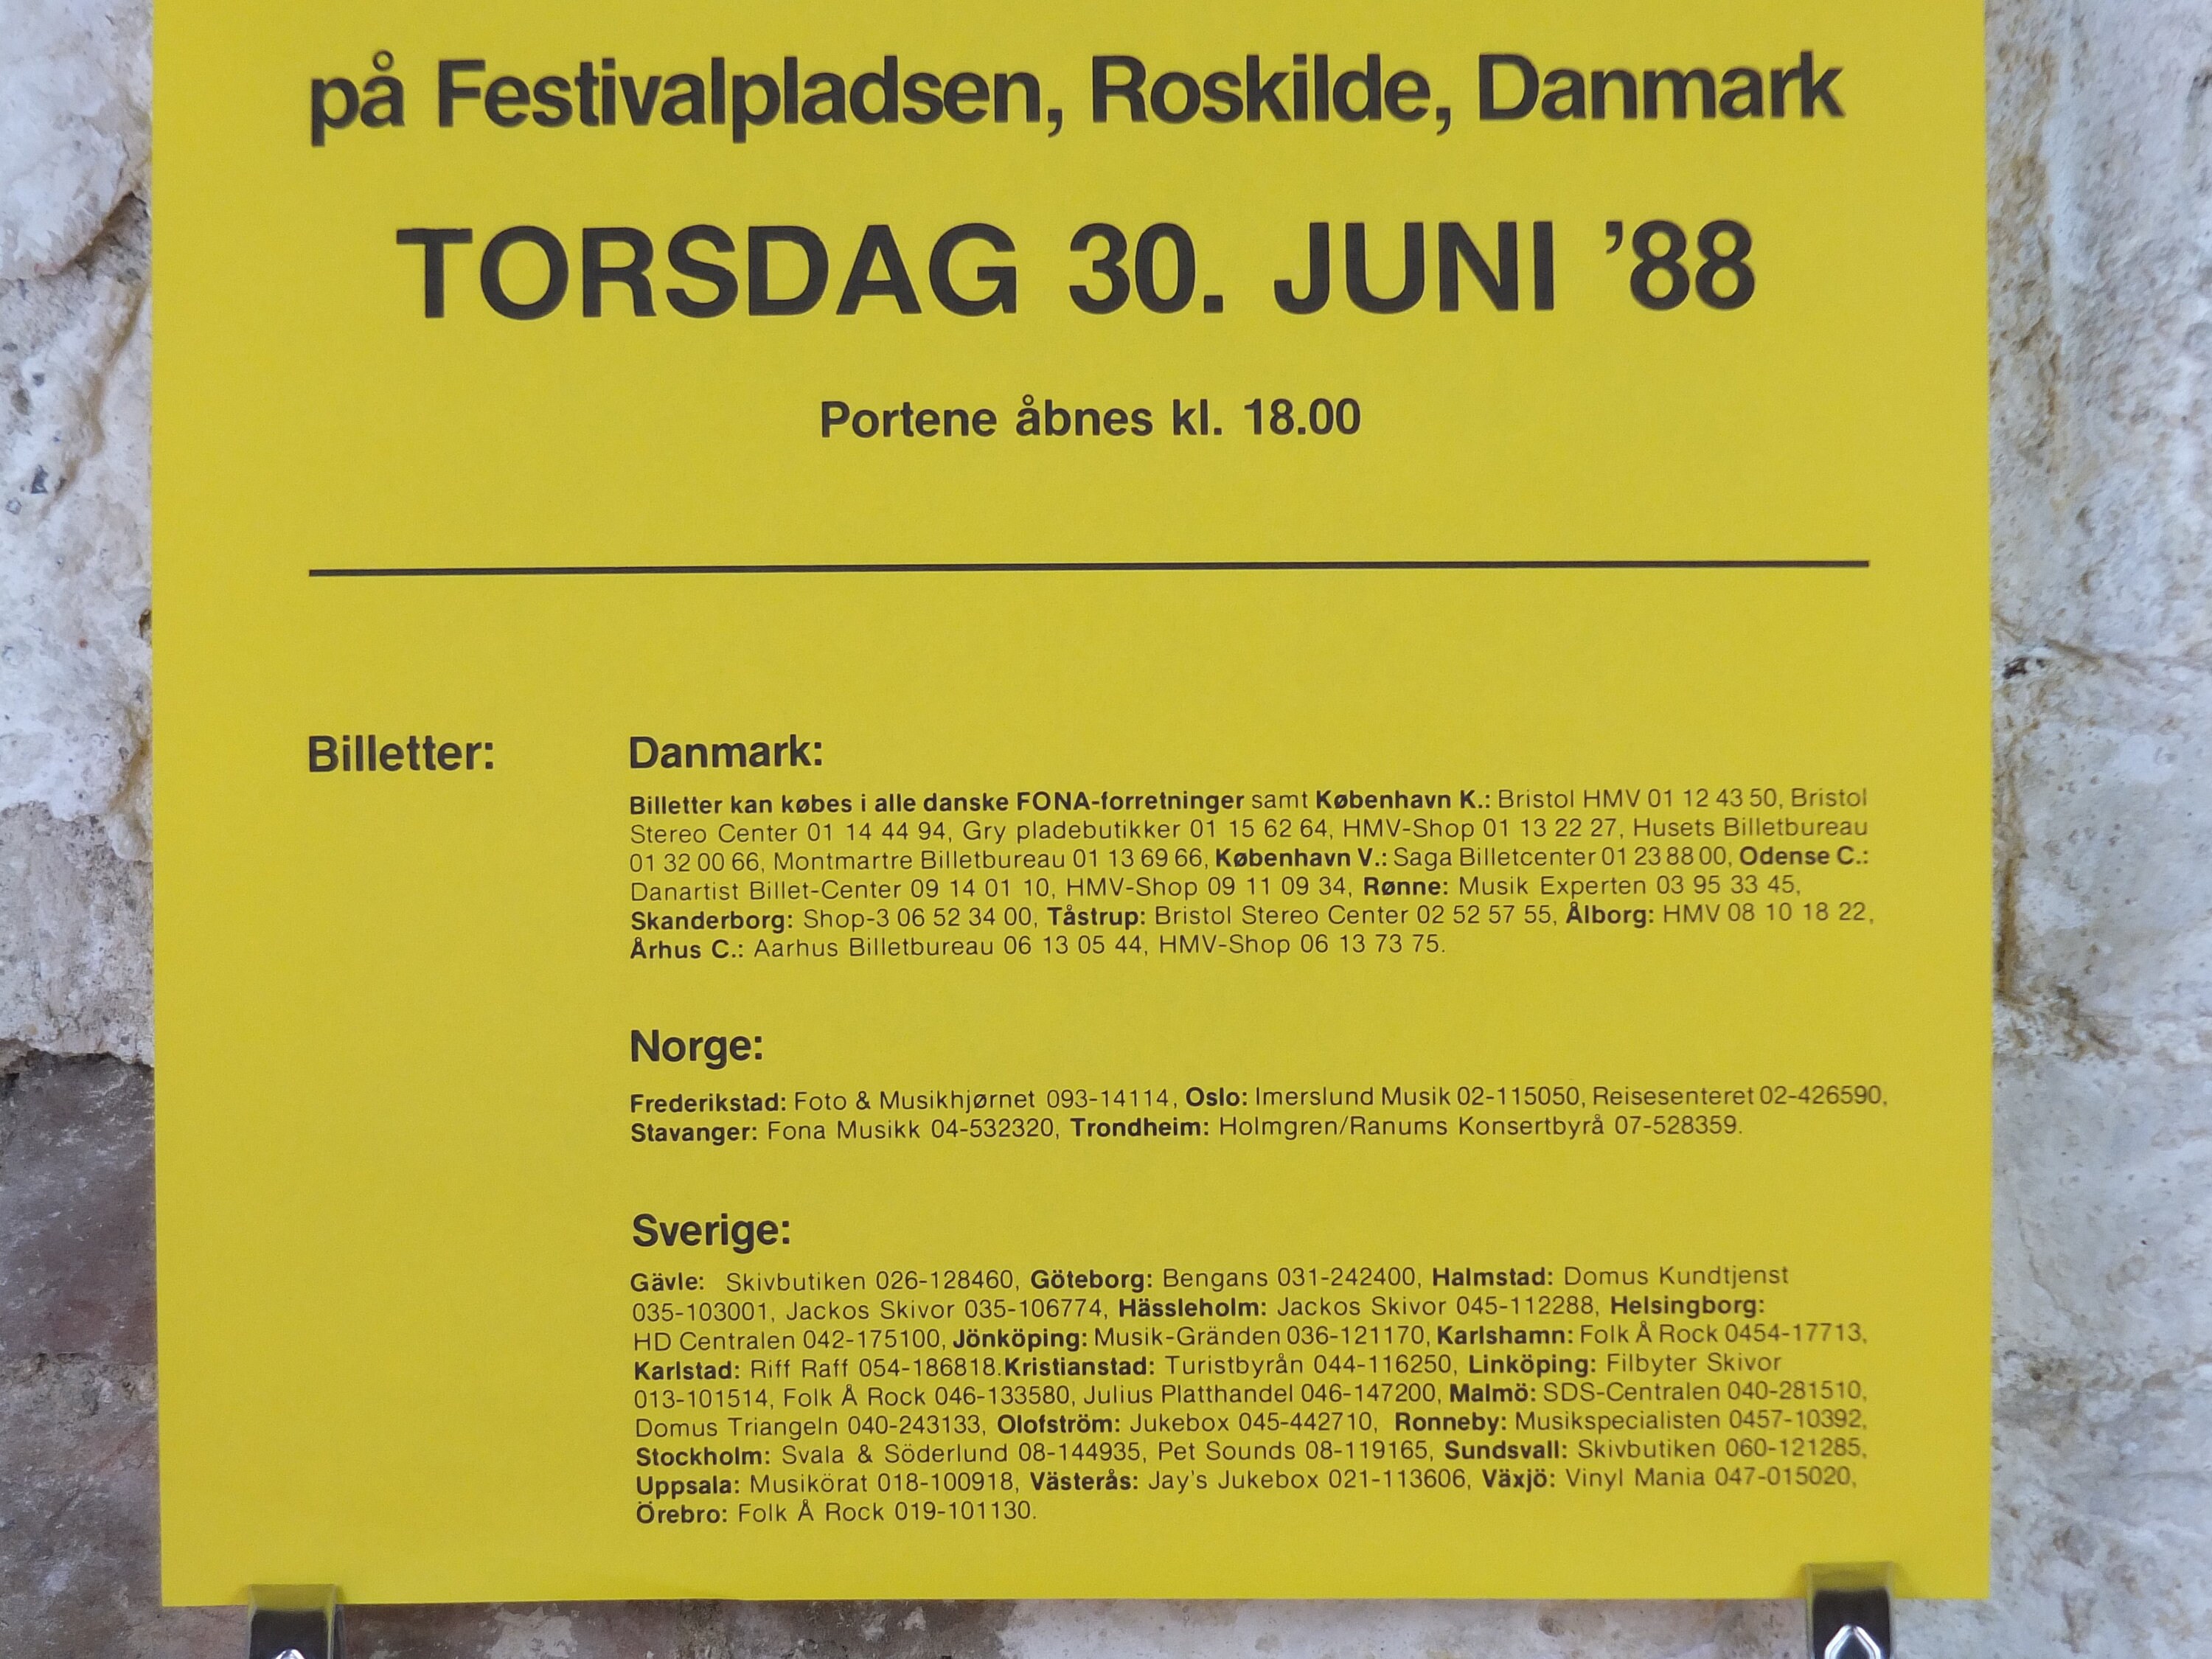 på Festivalpladsen, Roskilde, Danmark
TORSDAG 30. JUNI '88
Portene åbnes kl. 18.00
Billetter:
Danmark:
Billetter kan købes i alle danske FONA-forretninger samt København K.: Bristol HMV 01 12 43 50, Bristol
Stereo Center 01 14 44 94, Gry pladebutikker 01 15 62 64, HMV-Shop 01 13 22 27, Husets Billetbureau
01 32 00 66, Montmartre Billetbureau 01 13 69 66, København V.: Saga Billetcenter 01 23 88 00, Odense C.:
Danartist Billet-Center 09 14 01 10, HMV-Shop 09 11 09 34, Rønne: Musik Experten 03 95 33 45,
Skanderborg: Shop-3 06 52 34 00, Tåstrup: Bristol Stereo Center 02 52 57 55, Ålborg: HMV 08 10 18 22,
Århus C.: Aarhus Billetbureau 06 13 05 44, HMV-Shop 06 13 73 75.
Norge:
Frederikstad: Foto & Musikhjørnet 093-14114, Oslo: Imerslund Musik 02-115050, Reisesenteret 02-426590,
Stavanger: Fona Musikk 04-532320, Trondheim: Holmgren/Ranums Konsertbyrå 07-528359.
Sverige:
Gävle: Skivbutiken 026-128460, Göteborg: Bengans 031-242400, Halmstad: Domus Kundtjenst
035-103001, Jackos Skivor 035-106774, Hässleholm: Jackos Skivor 045-112288, Helsingborg:
HD Centralen 042-175100, Jönköping: Musik-Gränden 036-121170, Karlshamn: Folk Å Rock 0454-17713,
Karlstad: Riff Raff 054-186818. Kristianstad: Turistbyrån 044-116250, Linköping: Filbyter Skivor
013-101514, Folk Å Rock 046-133580, Julius Platthandel 046-147200, Malmö: SDS-Centralen 040-281510,
Domus Triangeln 040-243133, Olofström: Jukebox 045-442710, Ronneby: Musikspecialisten 0457-10392,
Stockholm: Svala & Söderlund 08-144935, Pet Sounds 08-119165, Sundsvall: Skivbutiken 060-121285,
Uppsala: Musikörat 018-100918, Västerås: Jay's Jukebox 021-113606, Växjö: Vinyl Mania 047-015020,
Örebro: Folk Å Rock 019-101130.